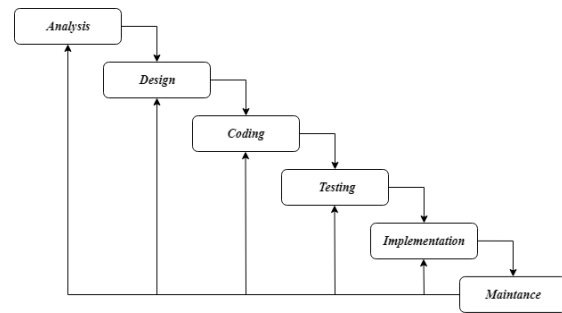 Analysis
Design
Coding
Testing
Implementation
Maintance